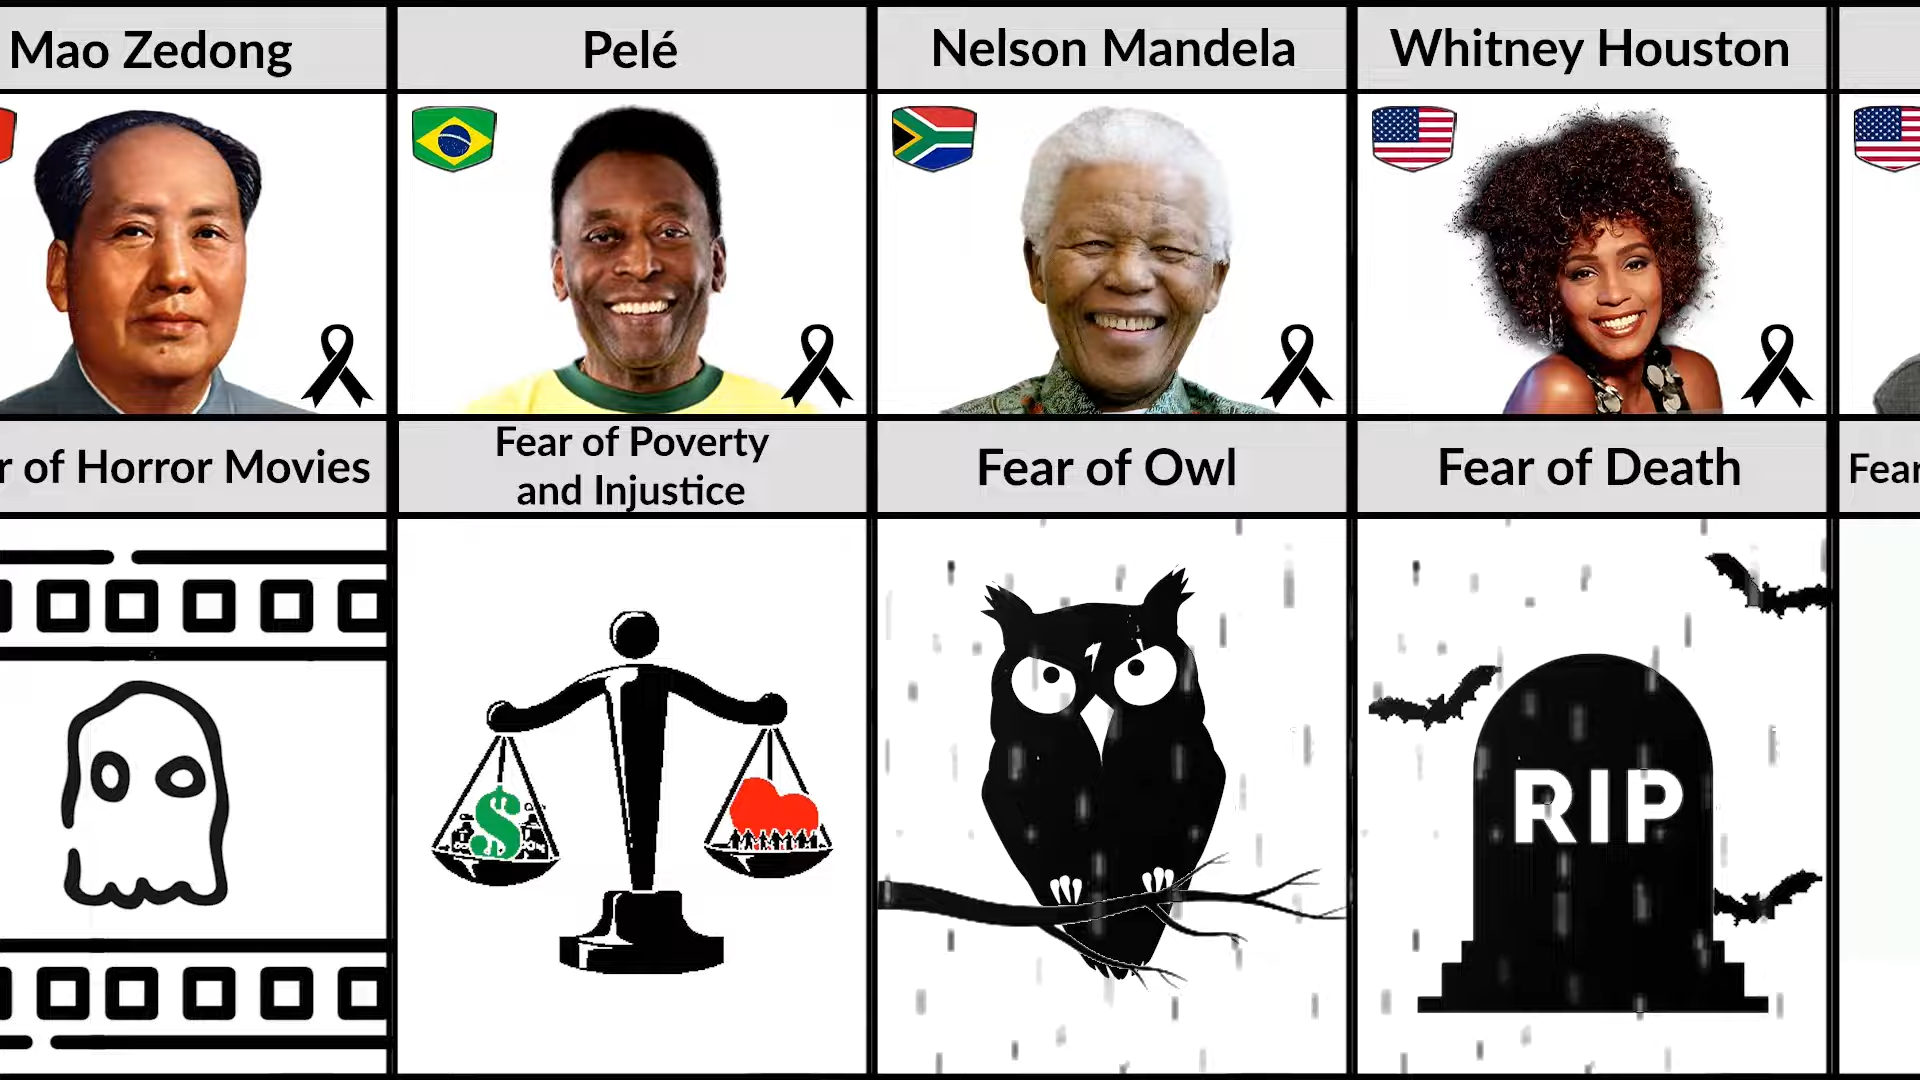 Mao Zedong
Pelé
Nelson Mandela
Whitney Houston
r of Horror Movies
Fear of Poverty
and Injustice
Fear of Owl
Fear of Death
Fear
$
RIP